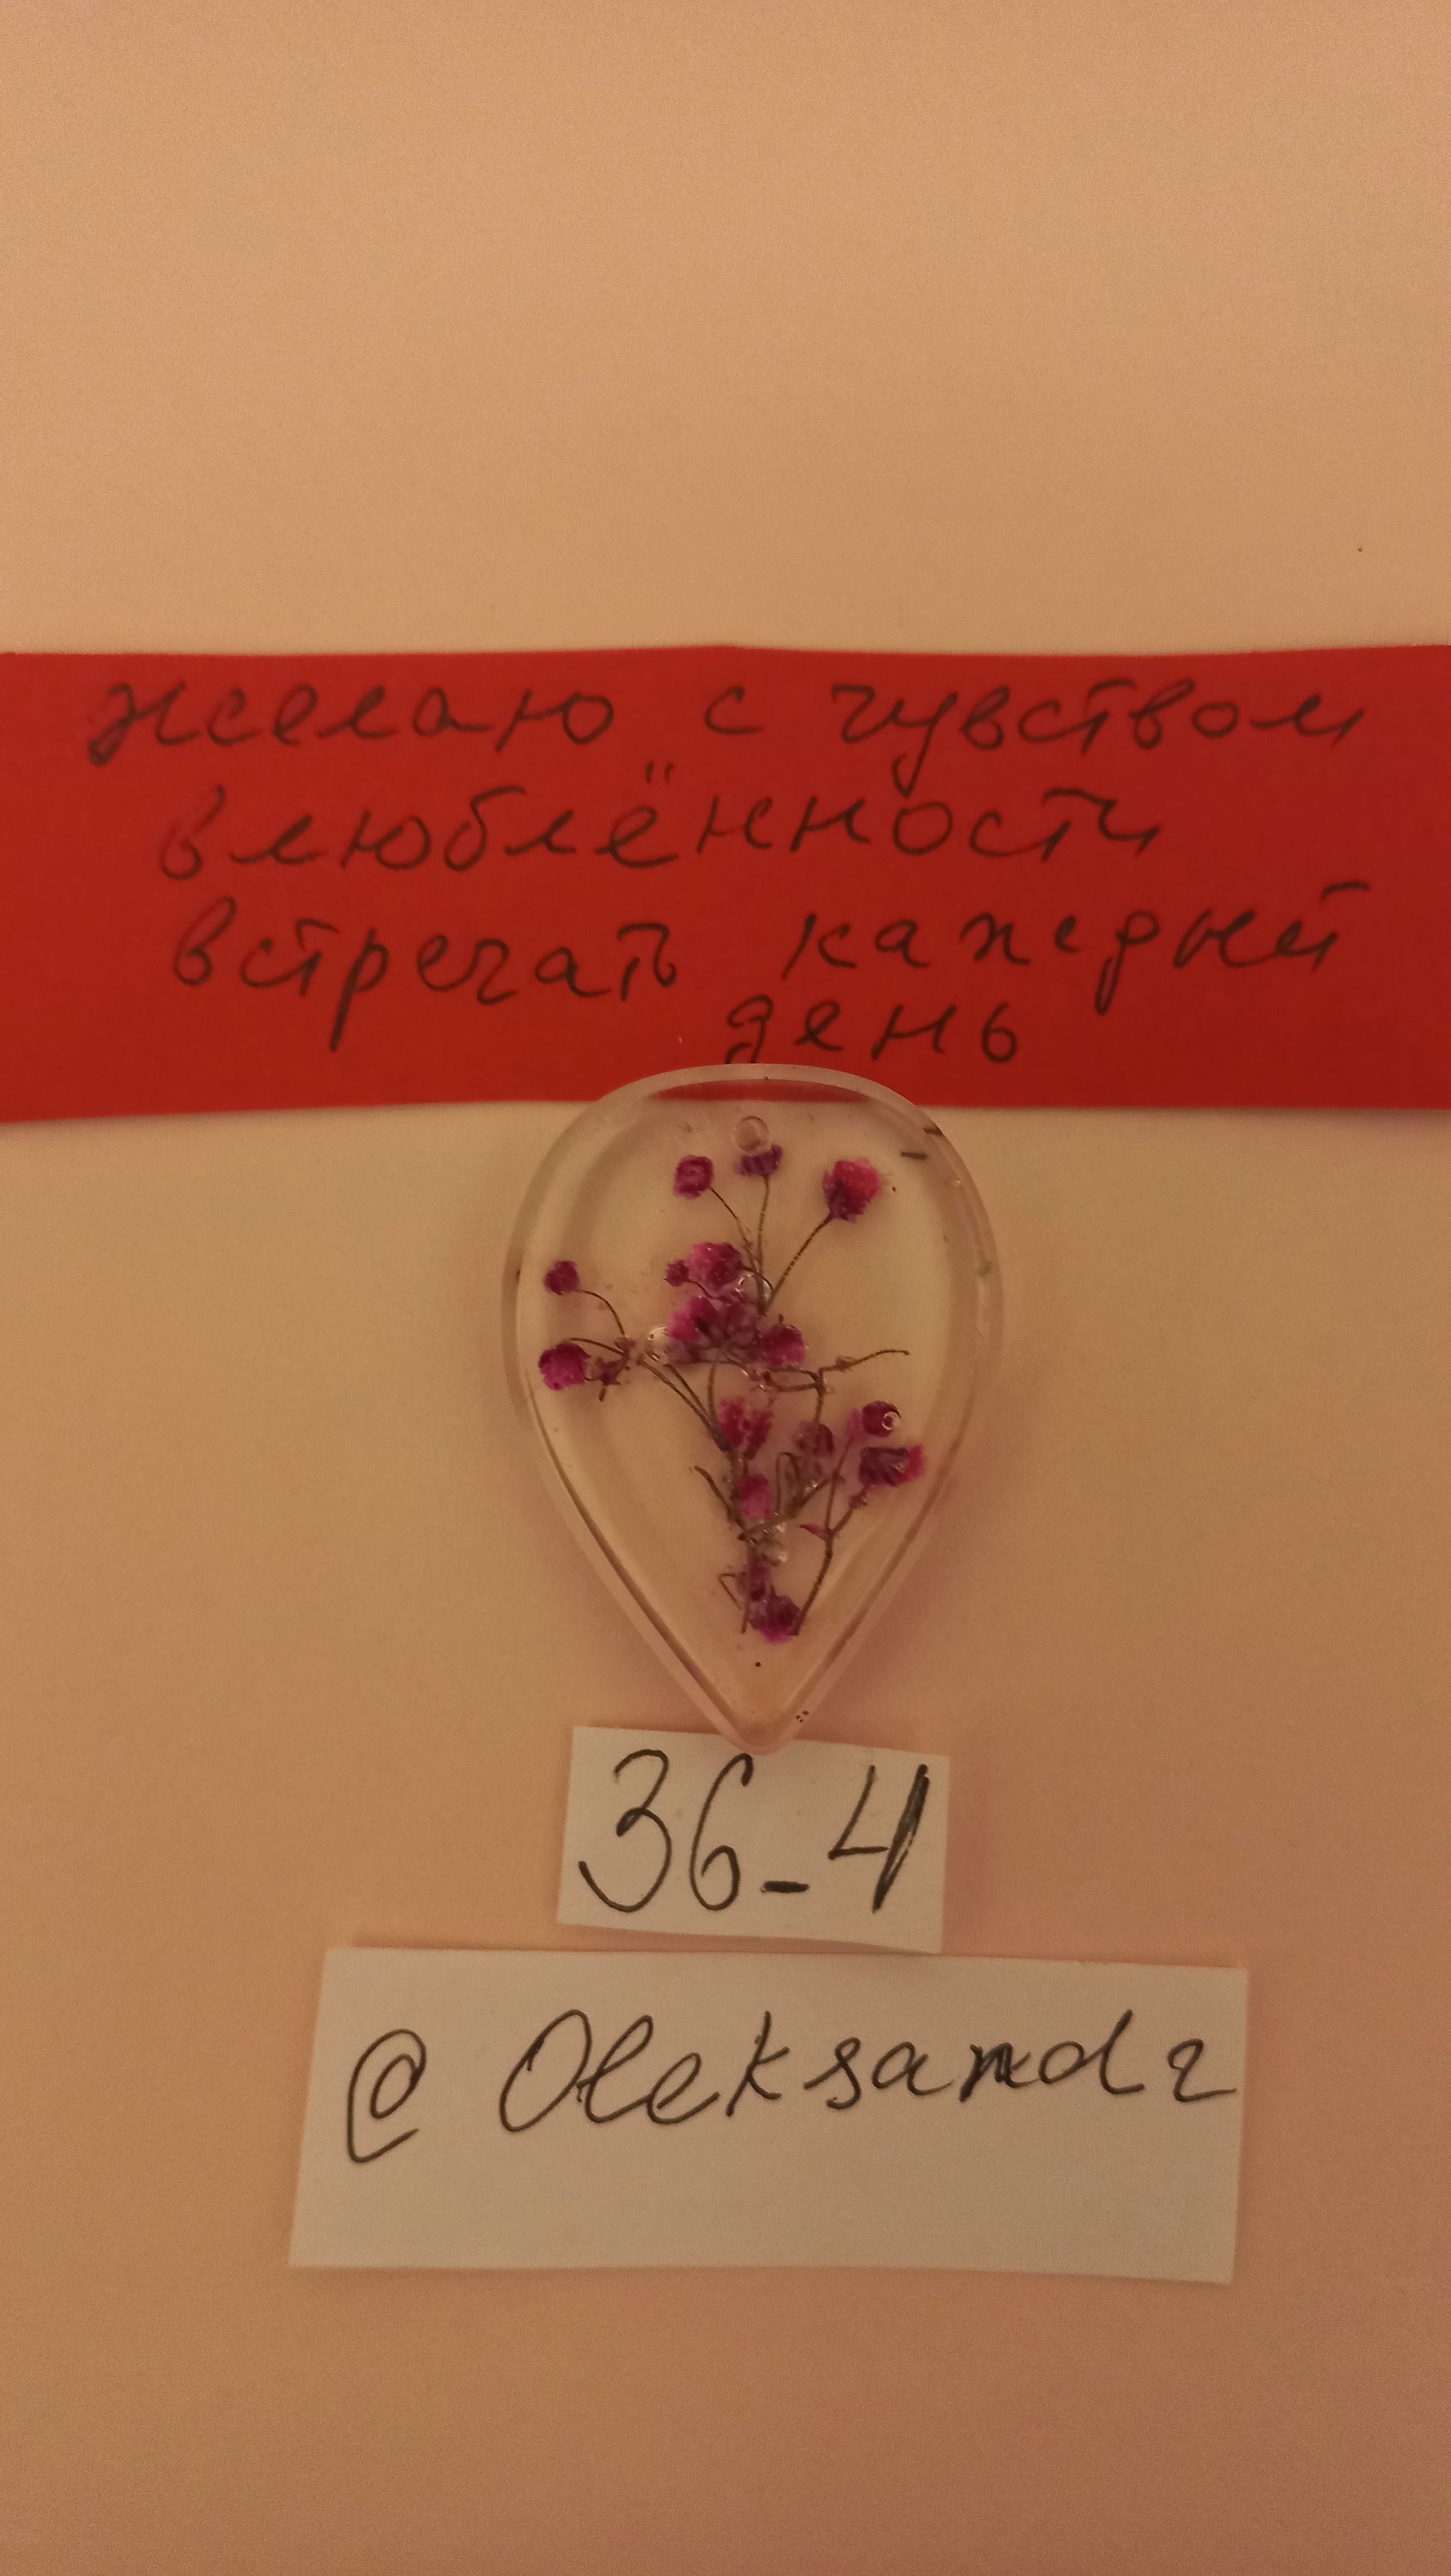 желаю с чувством
влюблённости
встречать каждый
день
36-4
@Oleksandr